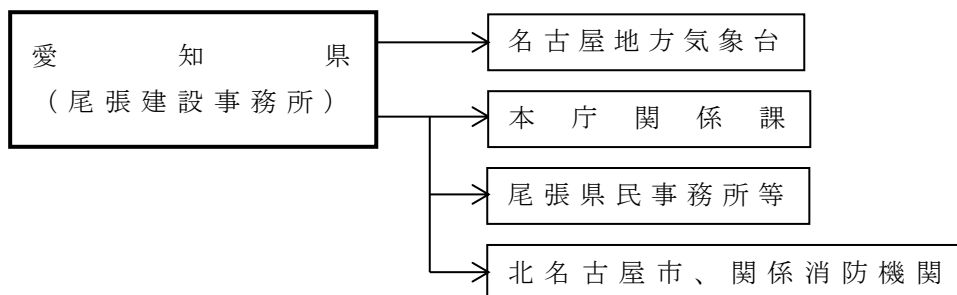 愛知県
(尾張建設事務所)
名古屋地方気象台
本庁関係課
尾張県民事務所等
北名古屋市、関係消防機関